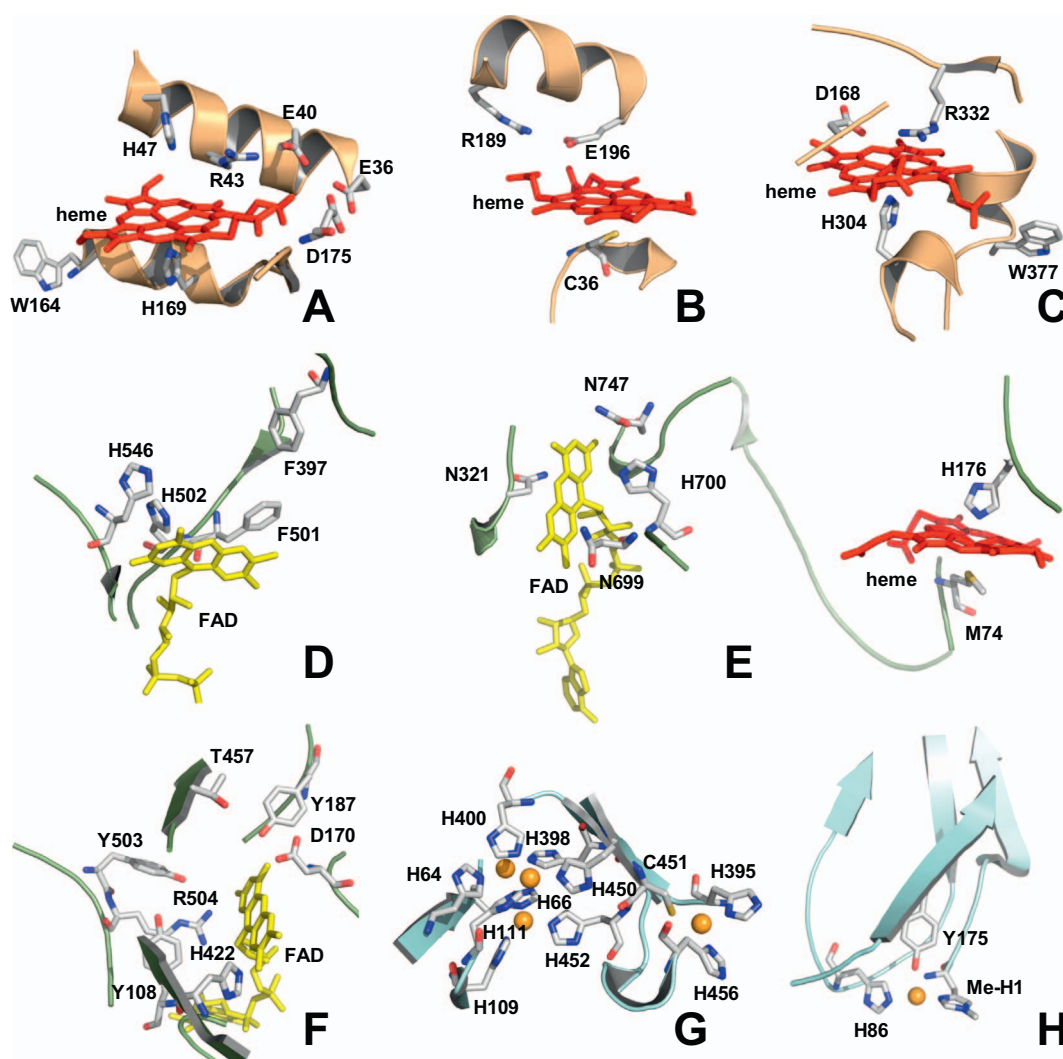 H47
R43
E40
E36
heme
D175
W164
H169
A
R189
E196
heme
C36
B
D168
R332
heme
H304
W377
C
H546
H502
F397
F501
FAD
D
N747
N321
H700
FAD
N699
E
H176
heme
M74
T457
Y187
Y503
D170
R504
H422
FAD
Y108
F
H400
H398
C451
H395
H64
H450
H66
H111
H452
H109
H456
G
Y175
Me-H1
H86
H